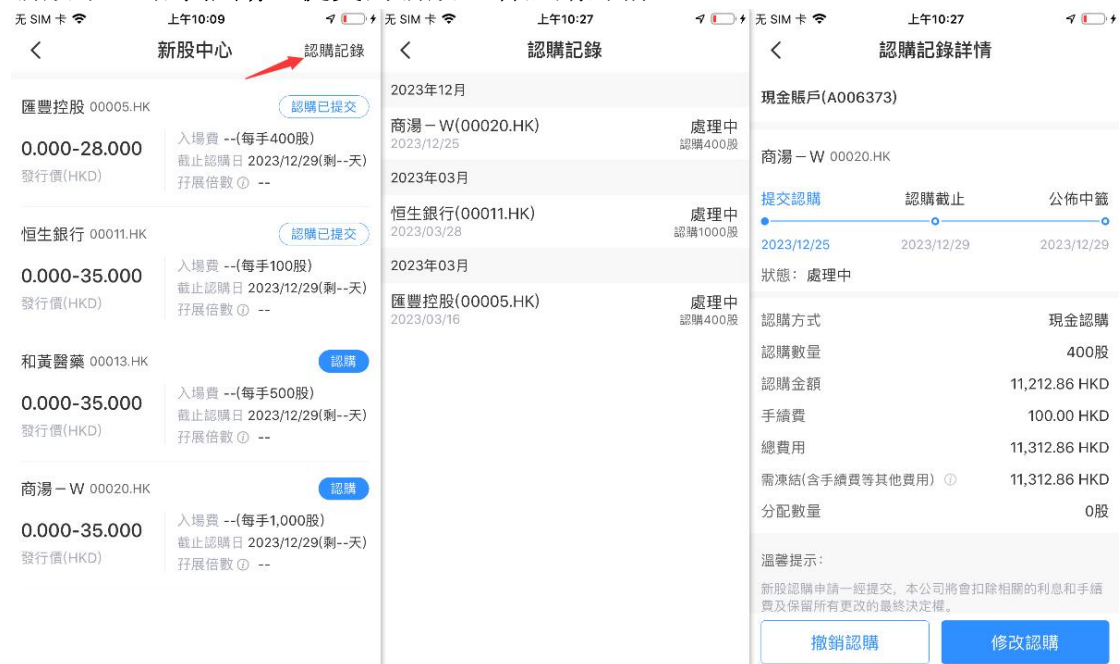 无 SIM 卡
上午10:09
新股中心
認購記錄
匯豐控股 00005.HK
認購已提交
0.000-28.000
發行價(HKD)
入場費 --(每手400股)
截止認購日 2023/12/29(剩--天)
孖展倍數 --
恒生銀行 00011.HK
認購已提交
0.000-35.000
發行價(HKD)
入場費 --(每手100股)
截止認購日 2023/12/29(剩--天)
孖展倍數 --
和黃醫藥 00013.HK
認購
0.000-35.000
發行價(HKD)
入場費 --(每手500股)
截止認購日 2023/12/29(剩--天)
孖展倍數 --
商湯－W 00020.HK
認購
0.000-35.000
發行價(HKD)
入場費 --(每手1,000股)
截止認購日 2023/12/29(剩--天)
孖展倍數 --
无 SIM 卡
上午10:27
認購記錄
2023年12月
商湯－W(00020.HK)
處理中
2023/12/25
認購400股
2023年03月
恒生銀行(00011.HK)
處理中
2023/03/28
認購1000股
2023年03月
匯豐控股(00005.HK)
處理中
2023/03/16
認購400股
无 SIM 卡
上午10:27
認購記錄詳情
現金賬戶(A006373)
商湯－W 00020.HK
提交認購
認購截止
公佈中籤
2023/12/25
2023/12/29
2023/12/29
狀態：處理中
認購方式
現金認購
認購數量
400股
認購金額
11,212.86 HKD
手續費
100.00 HKD
總費用
11,312.86 HKD
需凍結(含手續費等其他費用)
11,312.86 HKD
分配數量
0股
溫馨提示：
新股認購申請一經提交，本公司將會扣除相關的利息和手續
費及保留所有更改的最終決定權。
撤銷認購
修改認購